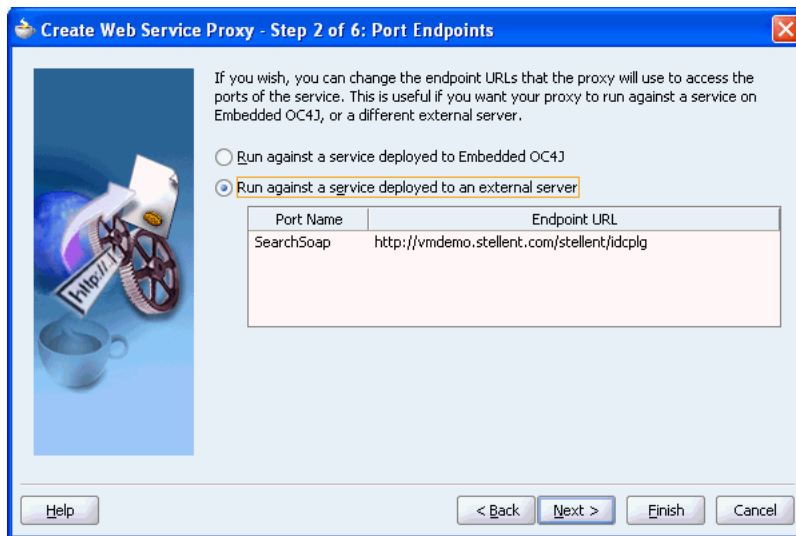 Create Web Service Proxy - Step 2 of 6: Port Endpoints
If you wish, you can change the endpoint URLs that the proxy will use to access the
ports of the service. This is useful if you want your proxy to run against a service on
Embedded OC4J, or a different external server.
Run against a service deployed to Embedded OC4J
Run against a service deployed to an external server
Port Name Endpoint URL
SearchSoap http://vmdemo.stellent.com/stellent/idcplg
http://
Help < Back Next > Finish Cancel